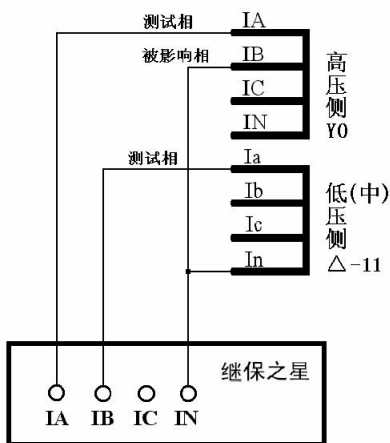 测试相
IA
被影响相
IB
IC
IN
高压侧
Y0
测试相
Ia
Ib
Ic
In
低(中)
压侧
△-11
继保之星
IA IB IC IN